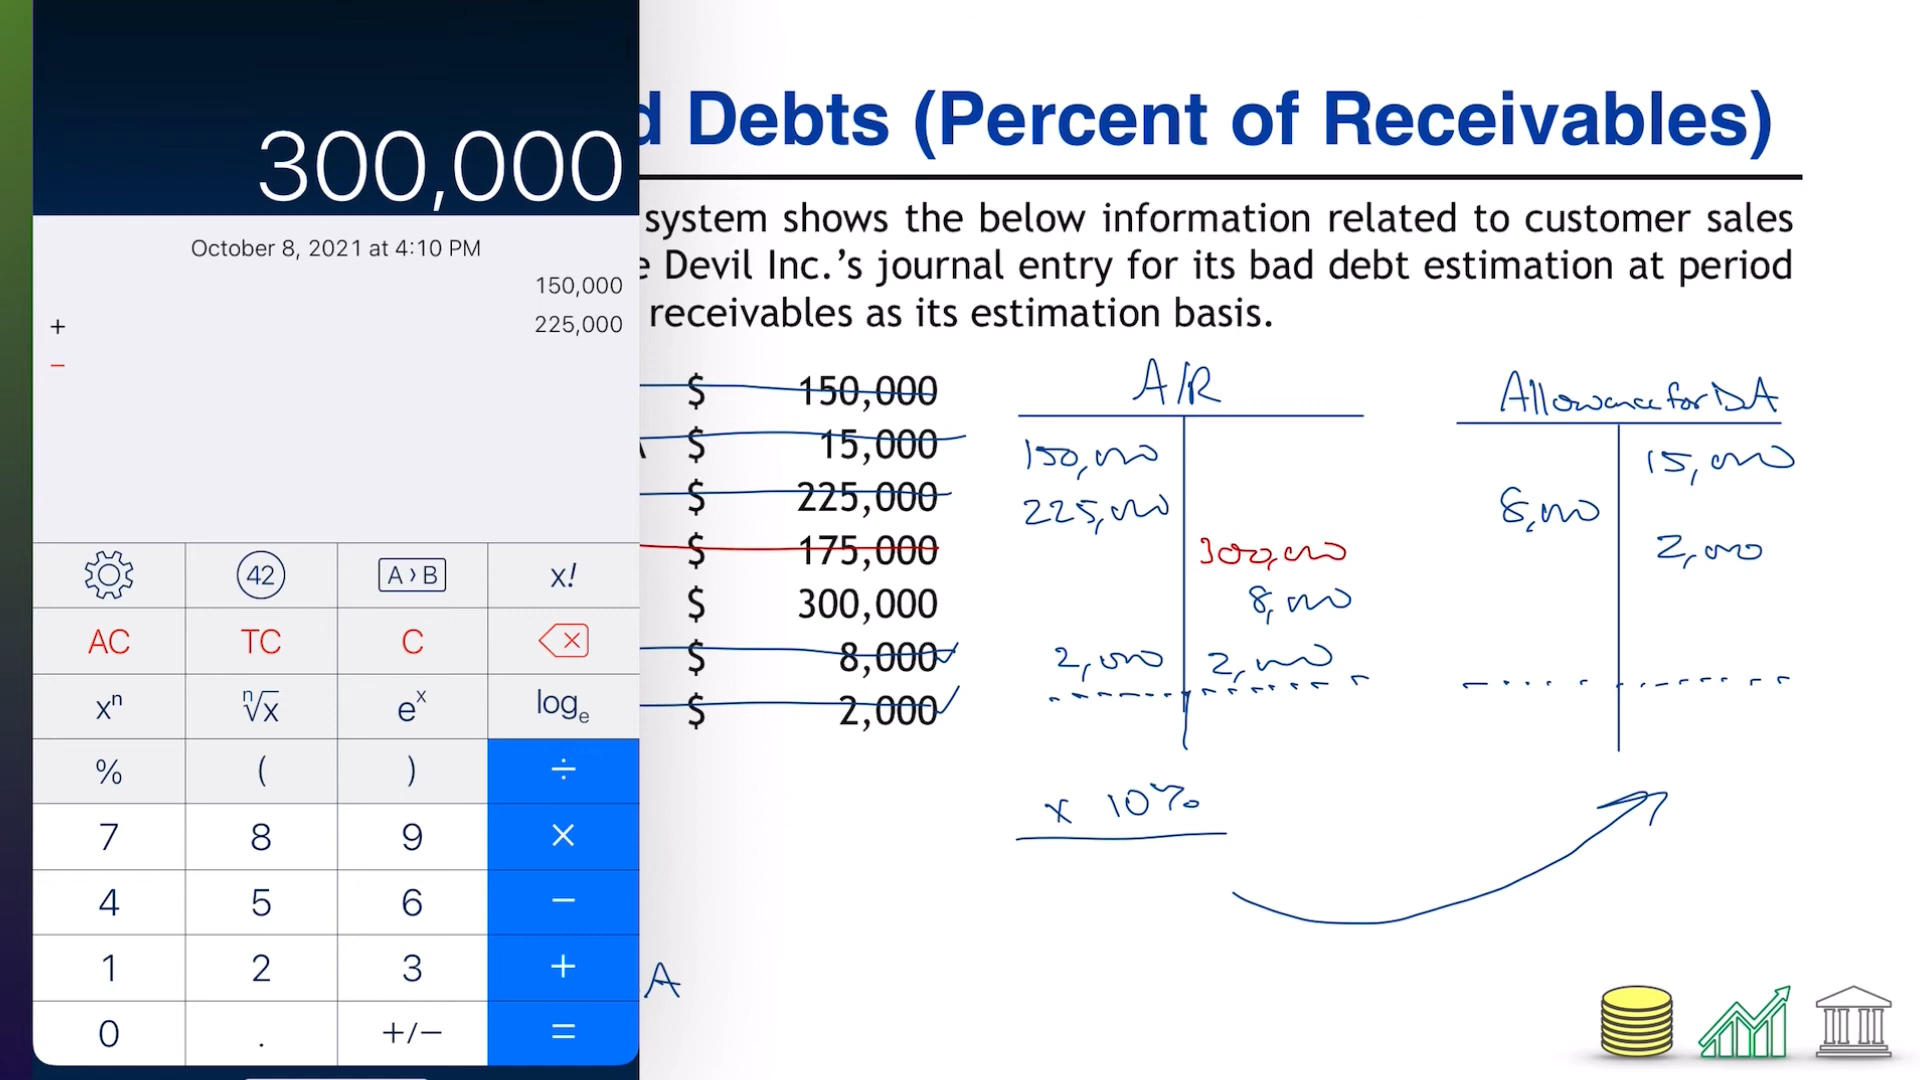 300,000
October 8, 2021 at 4:10 PM
150,000
+ 225,000
−
x!
42
A›B
AC TC C
xⁿ ⁿ√x eˣ logₑ
% ( ) ÷
7 8 9 ×
4 5 6 −
1 2 3 +
0 . +/− =
d Debts (Percent of Receivables)
system shows the below information related to customer sales
e Devil Inc.’s journal entry for its bad debt estimation at period
receivables as its estimation basis.
$ 150,000
$ 15,000
$ 225,000
$ 175,000
$ 300,000
$ 8,000
$ 2,000
A/R
150,000
225,000
300,000
8,000
2,000 2,000
x 10%
Allowance for DA
15,000
8,000
2,000
A